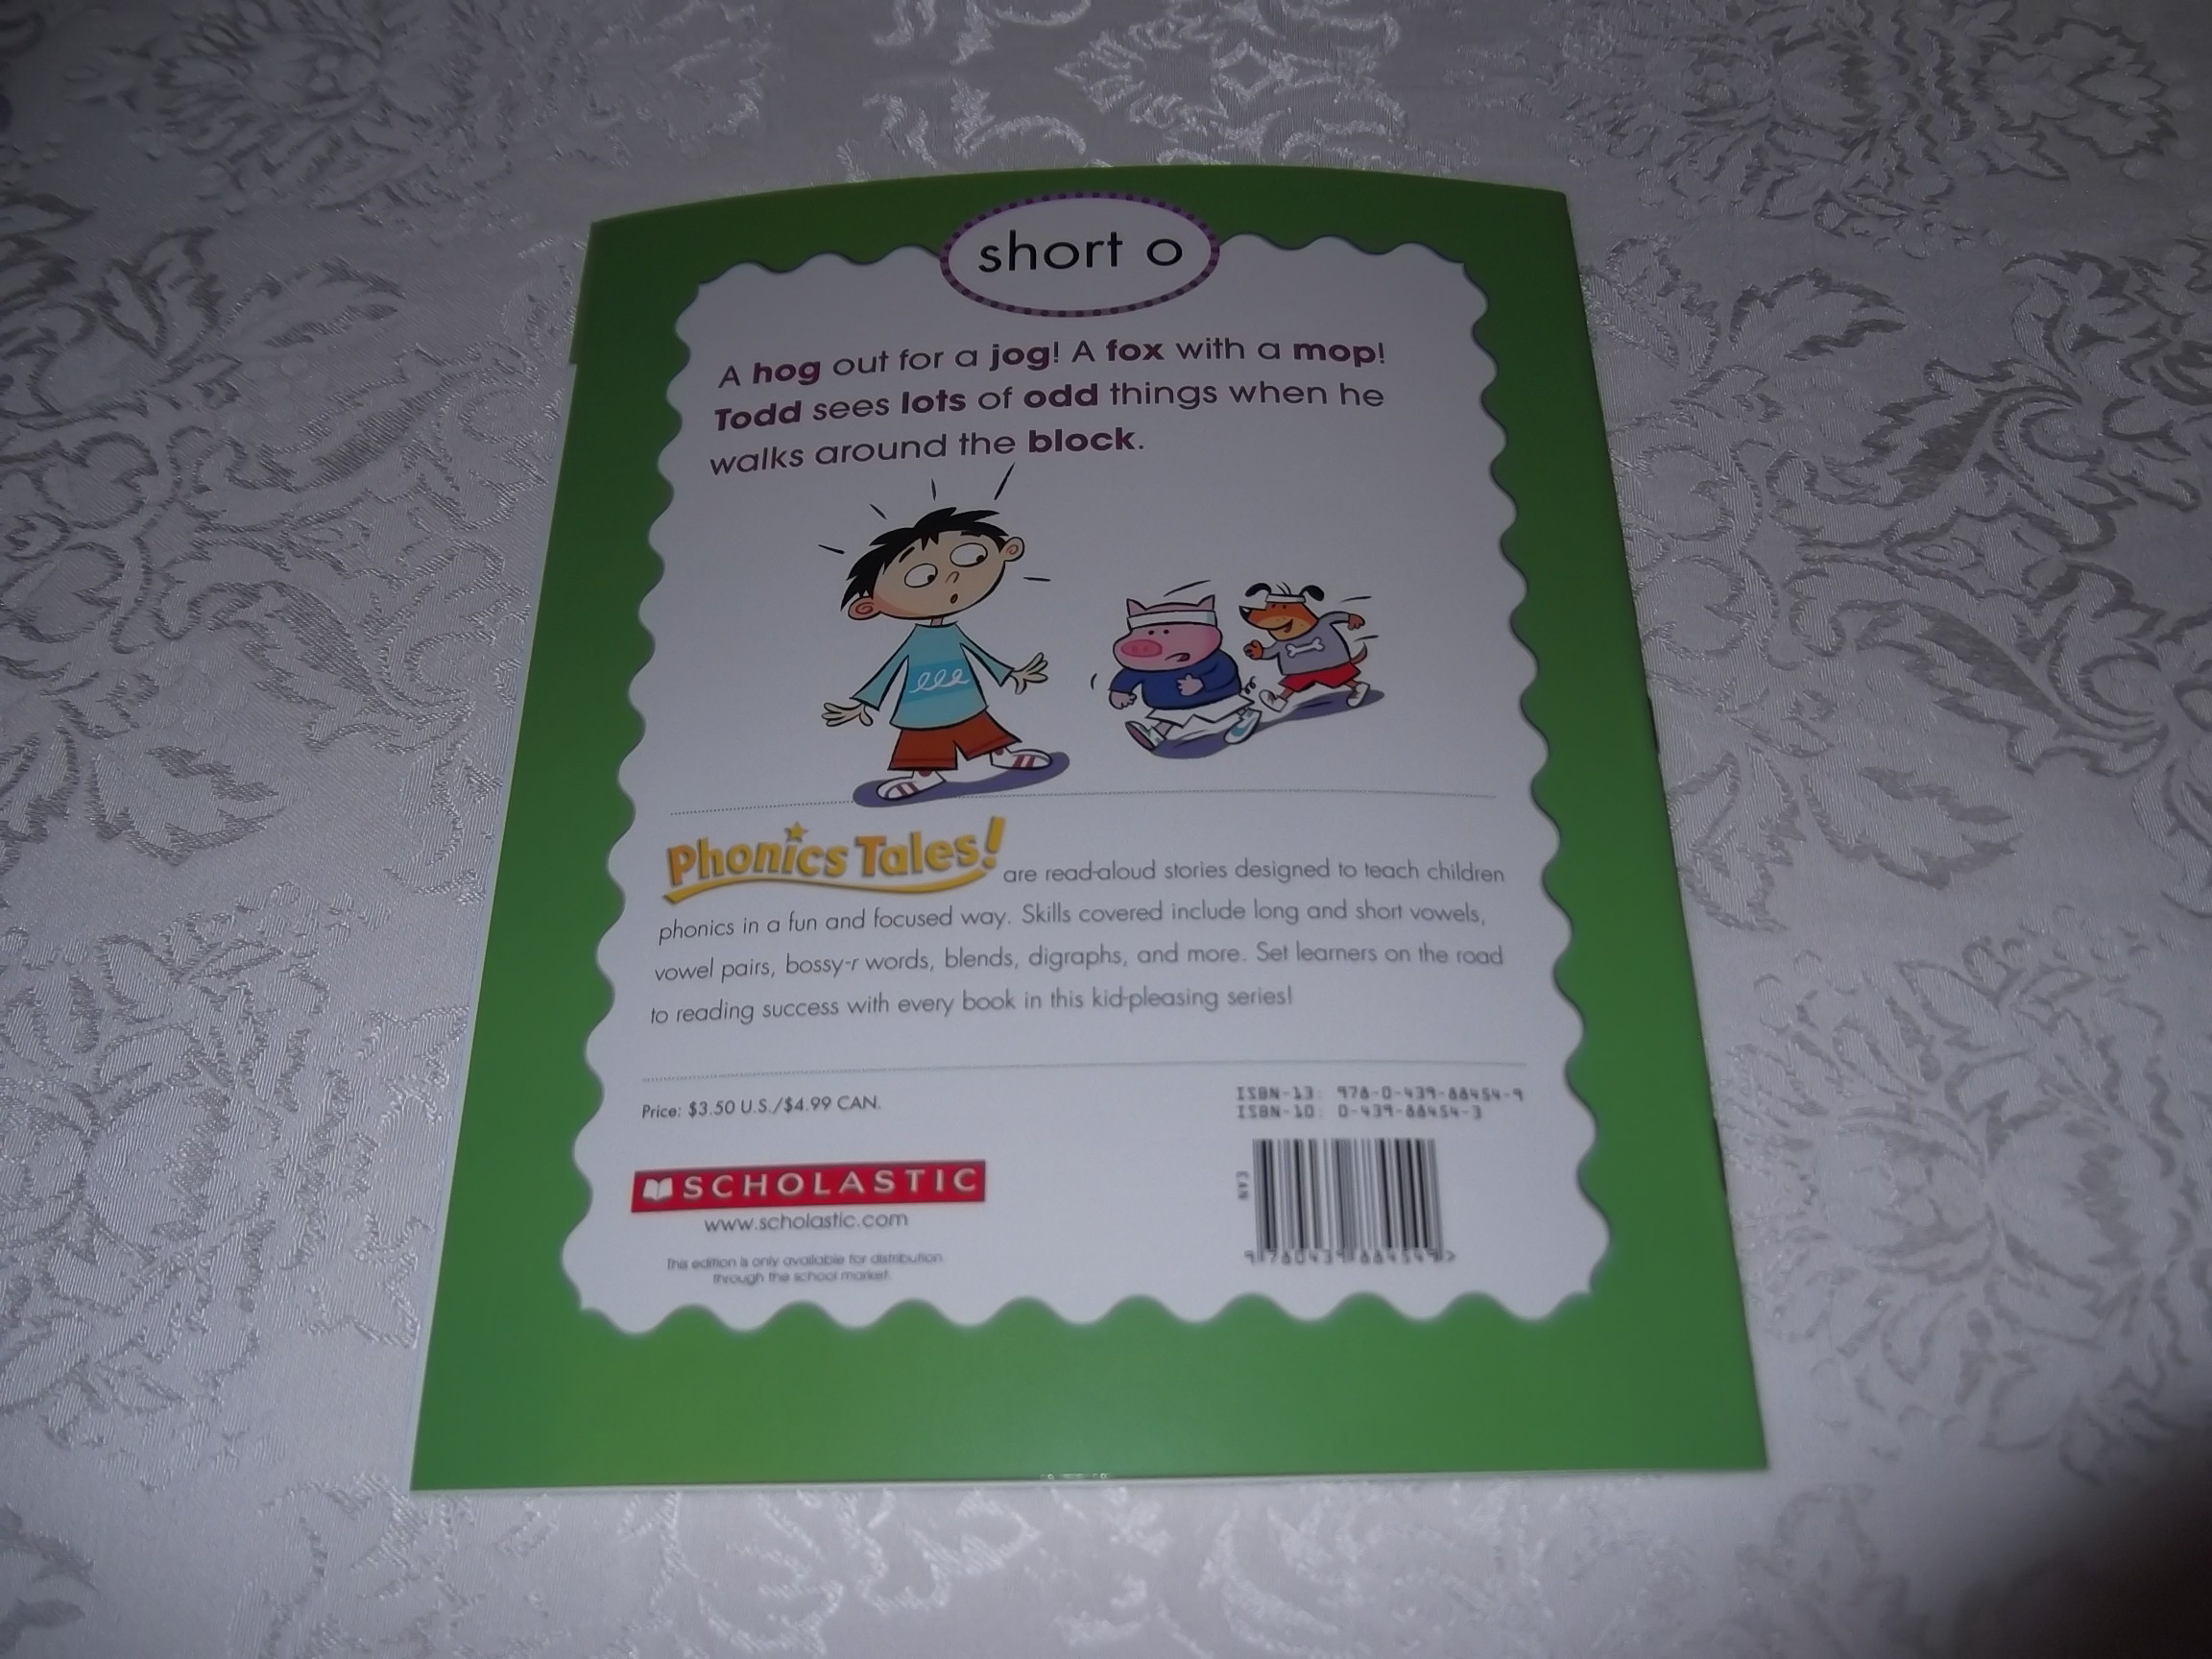 short o
A hog out for a jog! A fox with a mop!
Todd sees lots of odd things when he
walks around the block.
Phonics Tales! are read-aloud stories designed to teach children
phonics in a fun and focused way. Skills covered include long and short vowels,
vowel pairs, bossy-r words, blends, digraphs, and more. Set learners on the road
to reading success with every book in this kid-pleasing series!
Price: $3.50 U.S./$4.99 CAN.
ISBN-13: 978-0-439-88454-9
ISBN-10: 0-439-88454-3
SCHOLASTIC
www.scholastic.com
This edition is only available for distribution
through the school market.
EAN
9 780439 884549 >